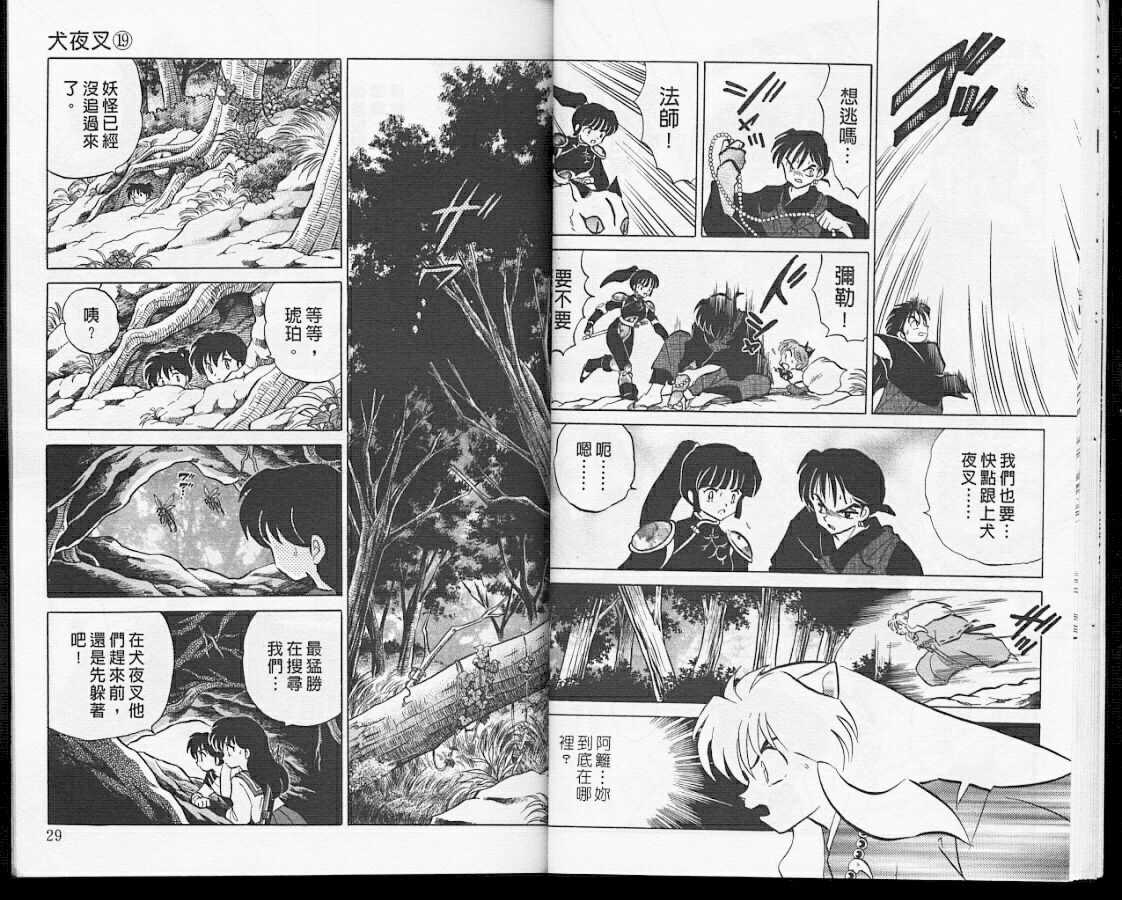 犬夜叉⑲
ゴッ
想逃嗎…
法師！
彌勒！
要不要
我們也要…
快點跟上犬
夜叉……
呃……
嗯……
阿籬…妳
到底在哪
裡？
妖怪已經
沒追過來
了。
等等，
琥珀。
咦？
最猛勝
在搜尋
我們…
在犬夜叉他
們趕來前，
還是先躲著
吧！
29